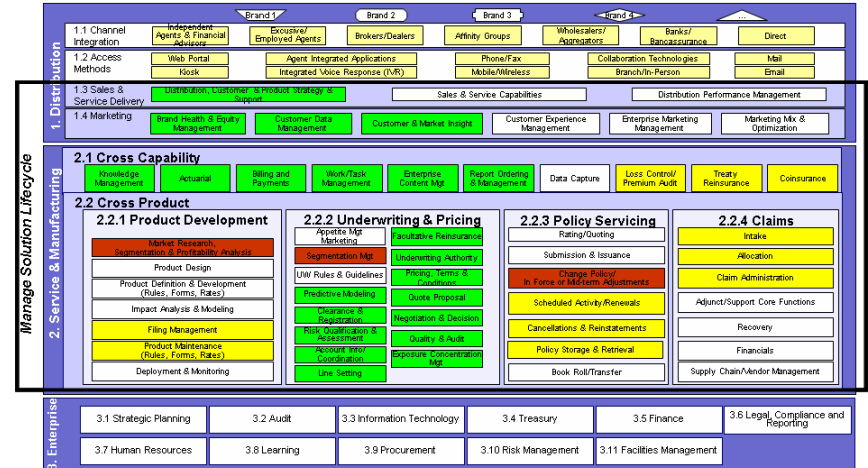 Brand 1
Brand 2
Brand 3
Brand 4
...
1. Distribution
1.1 Channel
Integration
Independent
Agents & Financial
Advisors
Excusive/
Employed Agents
Brokers/Dealers
Affinity Groups
Wholesalers/
Aggregators
Banks/
Bancassurance
Direct
1.2 Access
Methods
Web Portal
Agent Integrated Applications
Phone/Fax
Collaboration Technologies
Mail
Kiosk
Integrated Voice Response (IVR)
Mobile/Wireless
Branch/In-Person
Email
1.3 Sales &
Service Delivery
Distribution, Customer & Product Strategy &
Support
Sales & Service Capabilities
Distribution Performance Management
1.4 Marketing
Brand Health & Equity
Management
Customer Data
Management
Customer & Market Insight
Customer Experience
Management
Enterprise Marketing
Management
Marketing Mix &
Optimization
Manage Solution Lifecycle
2. Service & Manufacturing
2.1 Cross Capability
Knowledge
Management
Actuarial
Billing and
Payments
Work/Task
Management
Enterprise
Content Mgt
Report Ordering
& Management
Data Capture
Loss Control/
Premium Audit
Treaty
Reinsurance
Coinsurance
2.2 Cross Product
2.2.1 Product Development
Market Research,
Segmentation & Profitability Analysis
Product Design
Product Definition & Development
(Rules, Forms, Rates)
Impact Analysis & Modeling
Filing Management
Product Maintenance
(Rules, Forms, Rates)
Deployment & Monitoring
2.2.2 Underwriting & Pricing
Appetite Mgt
Marketing
Segmentation Mgt
UW Rules & Guidelines
Predictive Modeling
Clearance &
Registration
Risk Qualification &
Assessment
Account Info/
Coordination
Line Setting
Facultative Reinsurance
Underwriting Authority
Pricing, Terms &
Conditions
Quote Proposal
Negotiation & Decision
Quality & Audit
Exposure Concentration
Mgt
2.2.3 Policy Servicing
Rating/Quoting
Submission & Issuance
Change Policy/
In Force or Mid-term Adjustments
Scheduled Activity/Renewals
Cancellations & Reinstatements
Policy Storage & Retrieval
Book Roll/Transfer
2.2.4 Claims
Intake
Allocation
Claim Administration
Adjunct/Support Core Functions
Recovery
Financials
Supply Chain/Vendor Management
3. Enterprise
3.1 Strategic Planning
3.2 Audit
3.3 Information Technology
3.4 Treasury
3.5 Finance
3.6 Legal, Compliance and
Reporting
3.7 Human Resources
3.8 Learning
3.9 Procurement
3.10 Risk Management
3.11 Facilities Management